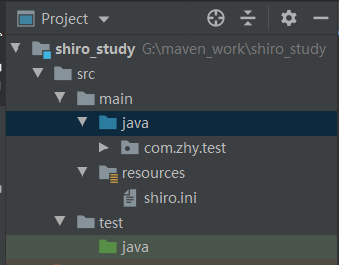 Project
shiro_study G:\maven_work\shiro_study
src
main
java
com.zhy.test
resources
shiro.ini
test
java